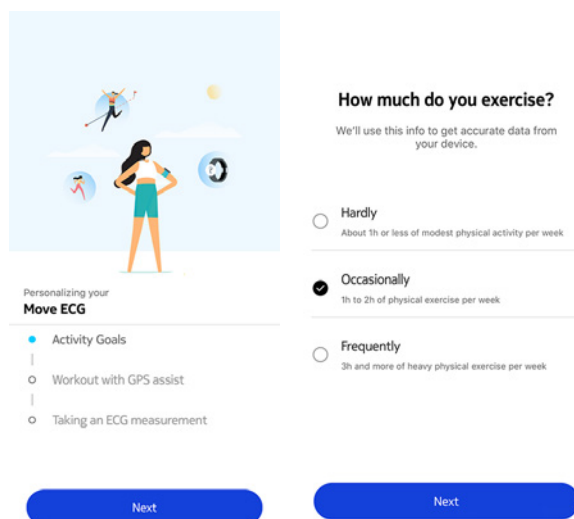 Personalizing your
Move ECG
Activity Goals
Workout with GPS assist
Taking an ECG measurement
Next
How much do you exercise?
We'll use this info to get accurate data from
your device.
Hardly
About 1h or less of modest physical activity per week
Occasionally
1h to 2h of physical exercise per week
Frequently
3h and more of heavy physical exercise per week
Next